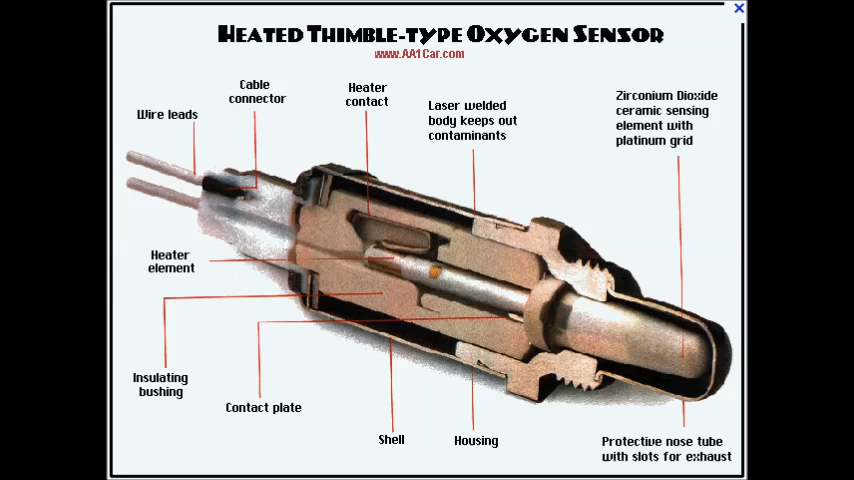 Heated Thimble-type Oxygen Sensor
www.AA1Car.com
Cable
connector
Wire leads
Heater
contact
Laser welded
body keeps out
contaminants
Zirconium Dioxide
ceramic sensing
element with
platinum grid
Heater
element
Insulating
bushing
Contact plate
Shell
Housing
Protective nose tube
with slots for exhaust